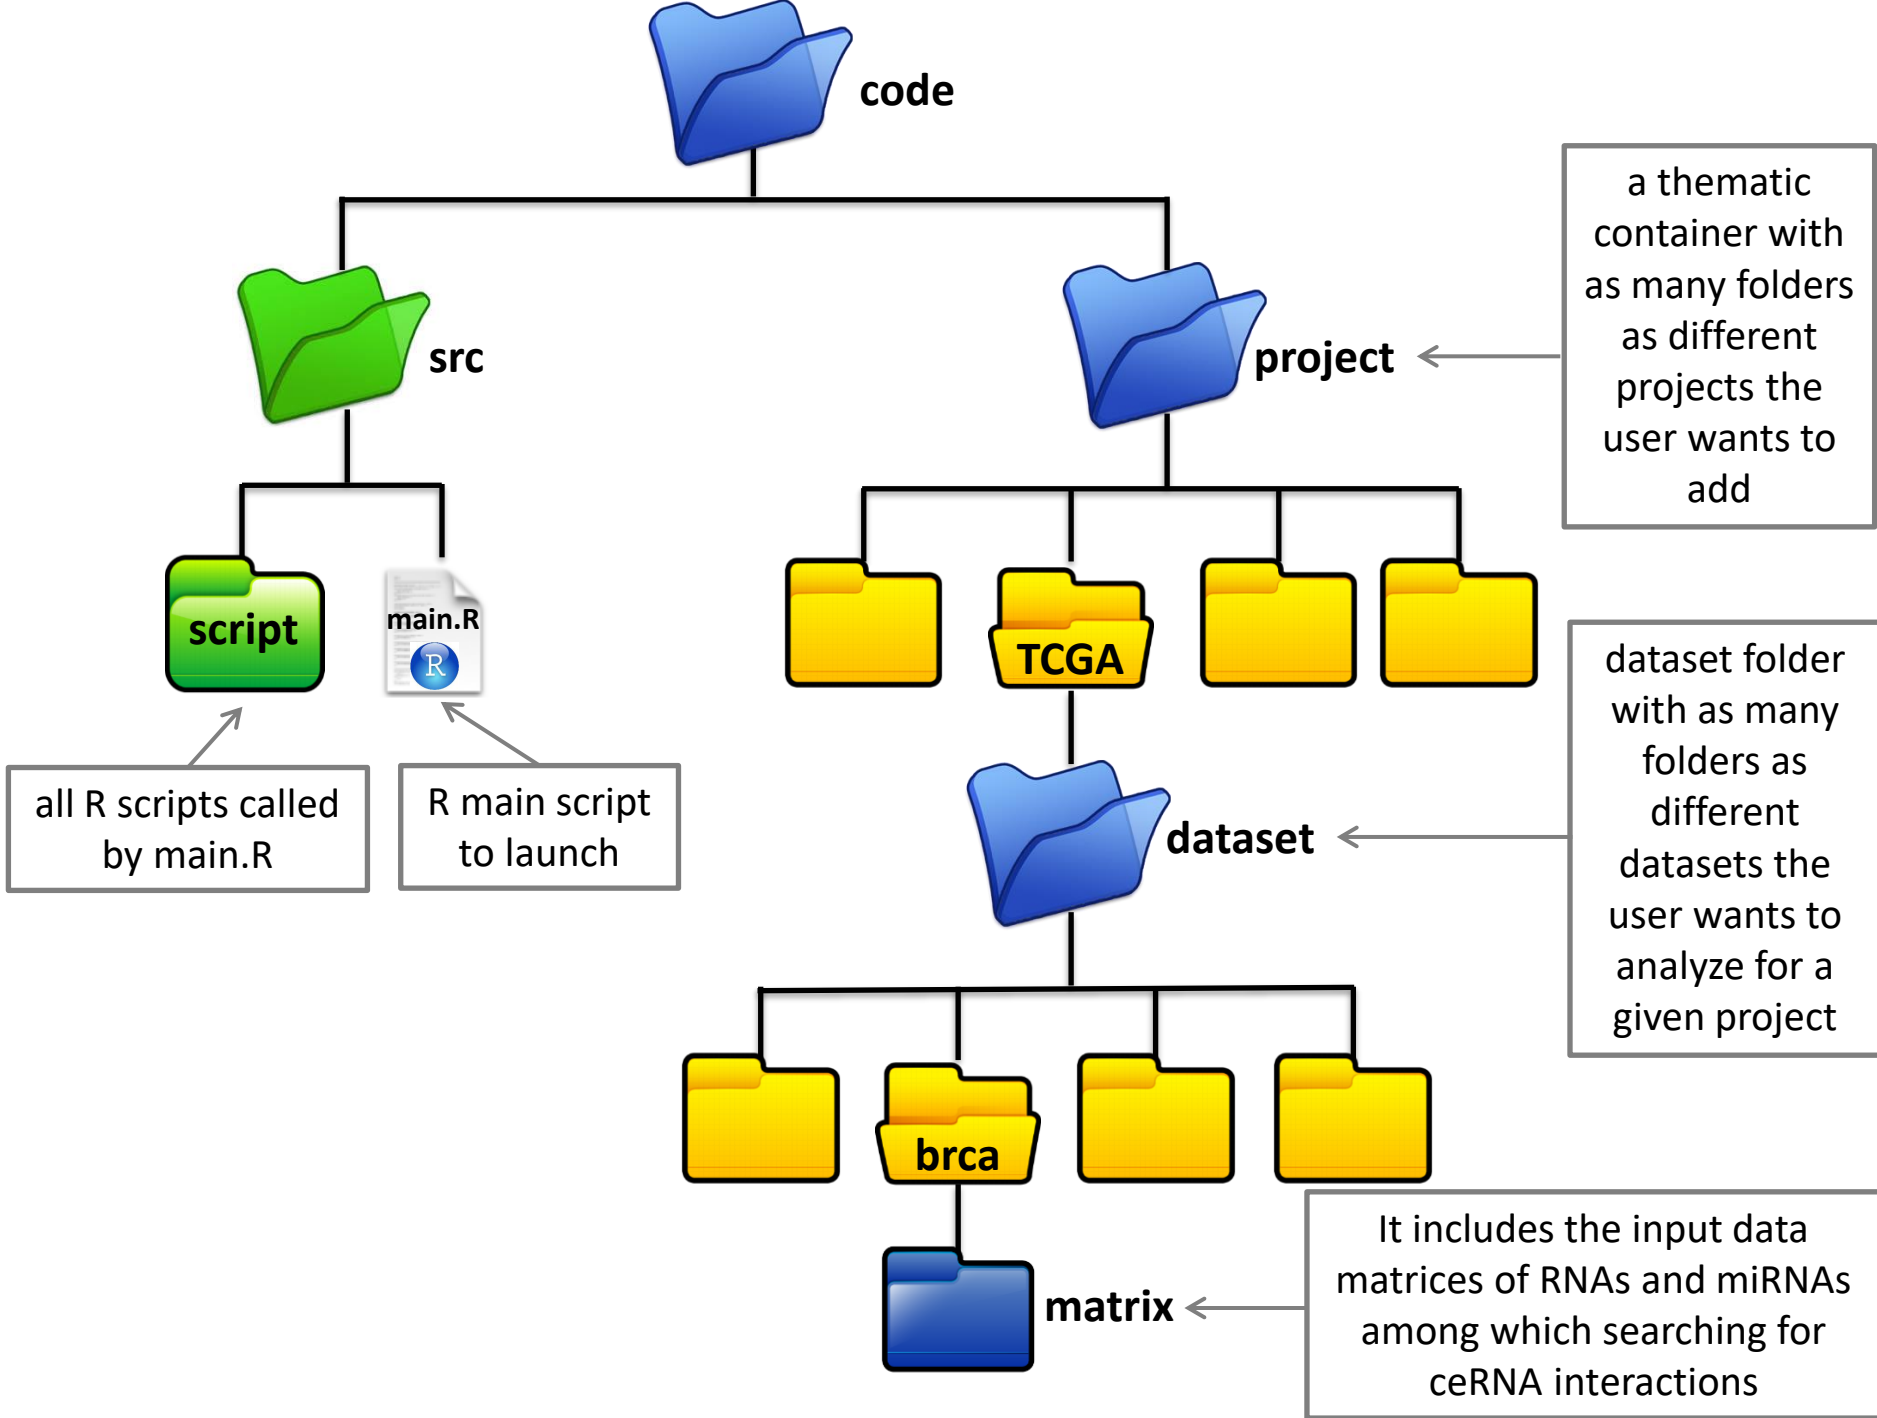 code
a thematic
container with
as many folders
as different
projects the
user wants to
add
src
project
script
main.R
R
TCGA
all R scripts called
by main.R
R main script
to launch
dataset folder
with as many
folders as
different
datasets the
user wants to
analyze for a
given project
dataset
brca
matrix
It includes the input data
matrices of RNAs and miRNAs
among which searching for
ceRNA interactions